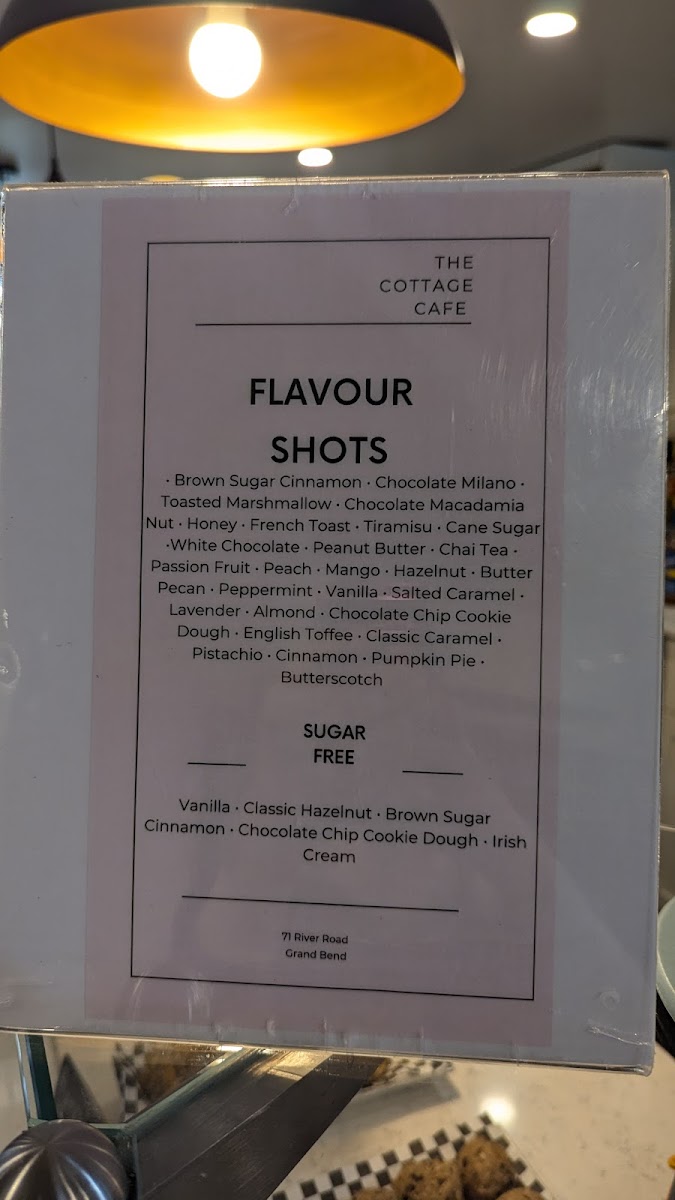 THE
COTTAGE
CAFE
FLAVOUR
SHOTS
· Brown Sugar Cinnamon · Chocolate Milano ·
Toasted Marshmallow · Chocolate Macadamia
Nut · Honey · French Toast · Tiramisu · Cane Sugar
·White Chocolate · Peanut Butter · Chai Tea ·
Passion Fruit · Peach · Mango · Hazelnut · Butter
Pecan · Peppermint · Vanilla · Salted Caramel ·
Lavender · Almond · Chocolate Chip Cookie
Dough · English Toffee · Classic Caramel ·
Pistachio · Cinnamon · Pumpkin Pie ·
Butterscotch
SUGAR
FREE
Vanilla · Classic Hazelnut · Brown Sugar
Cinnamon · Chocolate Chip Cookie Dough · Irish
Cream
71 River Road
Grand Bend